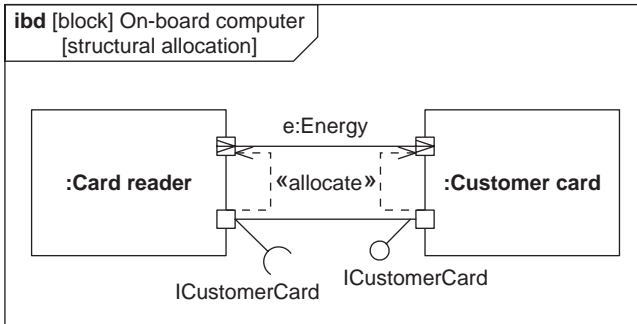 ibd [block] On-board computer
[structural allocation]
e:Energy
:Card reader
«allocate»
:Customer card
ICustomerCard
ICustomerCard